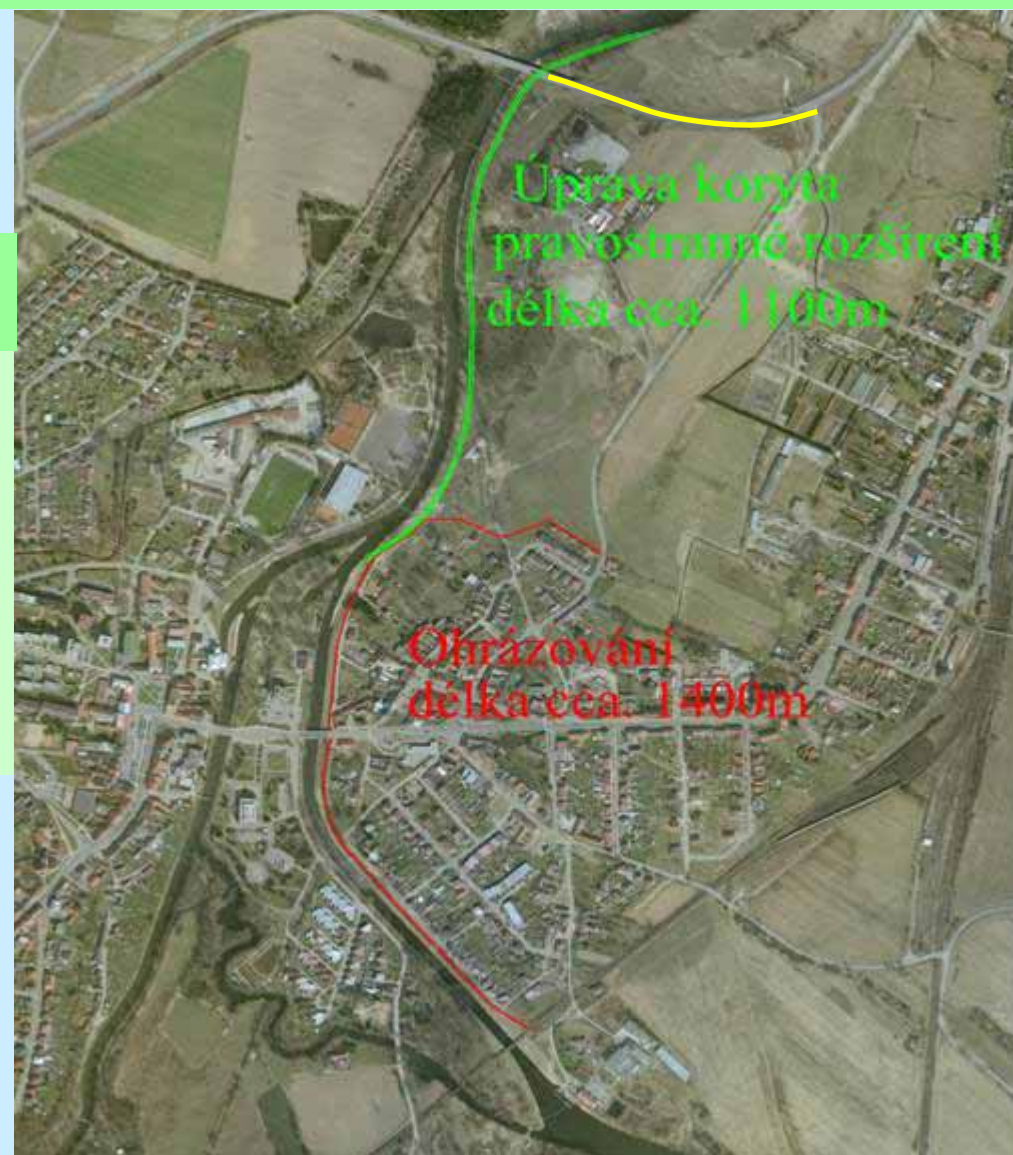 Úprava koryta
pravostranné rozšíření
délka cca. 1100m
Ohrázování
délka cca. 1400m